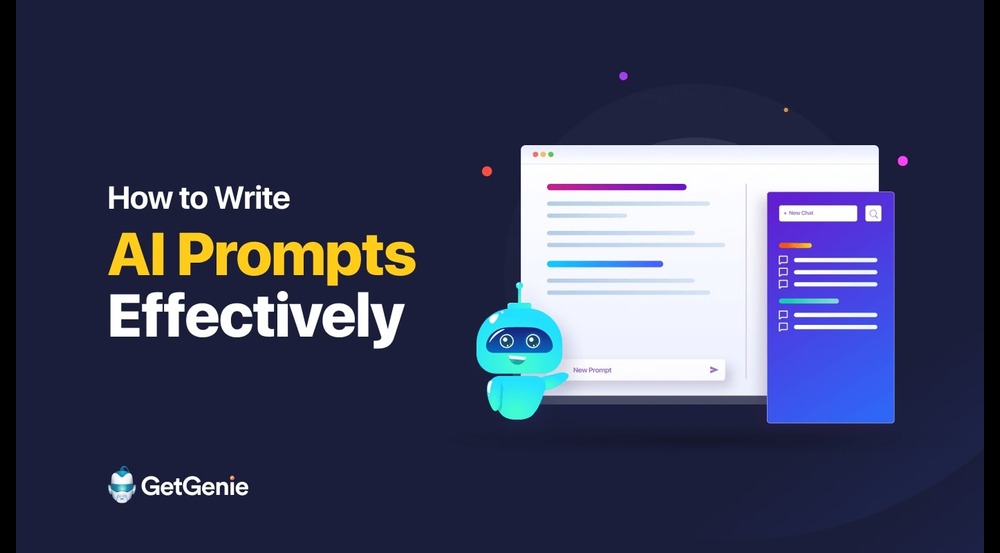 How to Write
AI Prompts
Effectively
+ New Chat
New Prompt
GetGenie